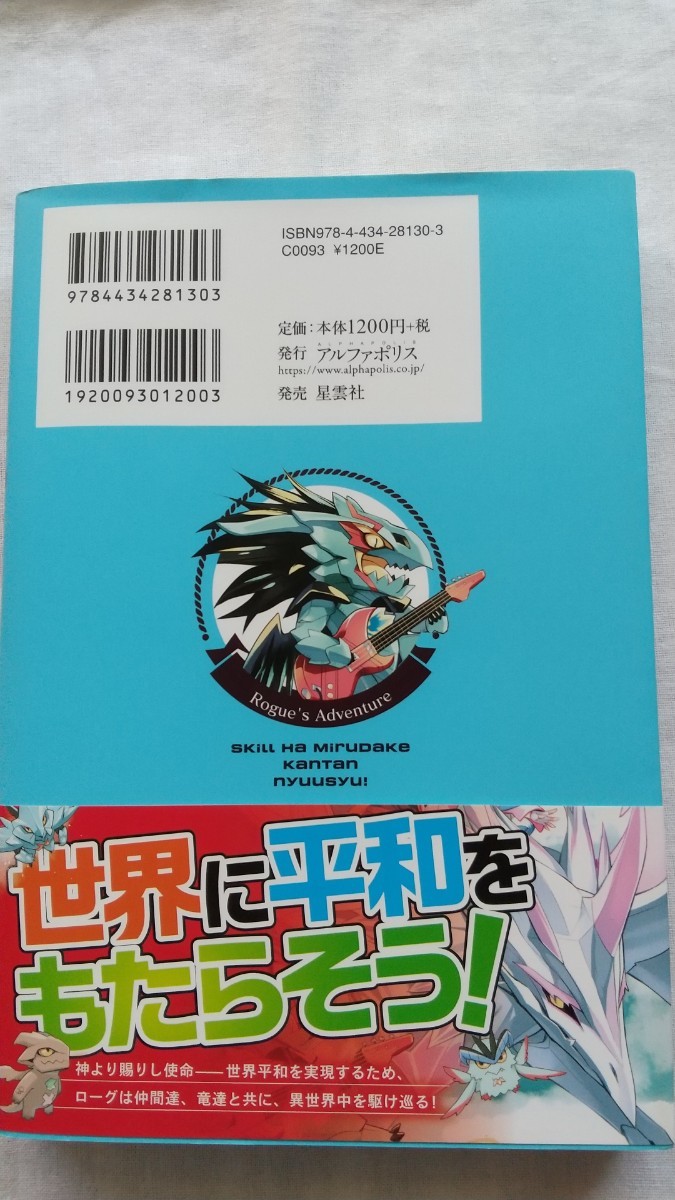 ISBN978-4-434-28130-3
C0093 ¥1200E
9784434281303
定価：本体1200円+税
ALPHAPOLIS
発行 アルファポリス
https://www.alphapolis.co.jp/
発売 星雲社
1920093012003
Rogue's Adventure
SKILL HA MIRUDAKE
KANTAN
NYUUSYU!
世界に平和を
もたらそう！
神より賜りし使命——世界平和を実現するため、
ローグは仲間達、竜達と共に、異世界中を駆け巡る！